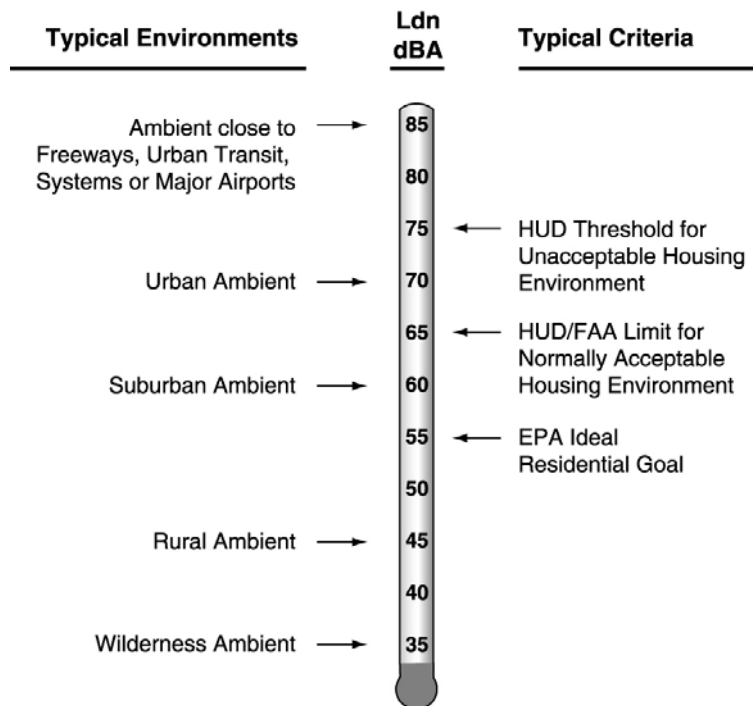 Typical Environments
Ldn
dBA
Typical Criteria
Ambient close to
Freeways, Urban Transit,
Systems or Major Airports
85
80
75
HUD Threshold for
Unacceptable Housing
Environment
Urban Ambient
70
65
HUD/FAA Limit for
Normally Acceptable
Housing Environment
Suburban Ambient
60
55
EPA Ideal
Residential Goal
50
Rural Ambient
45
40
Wilderness Ambient
35